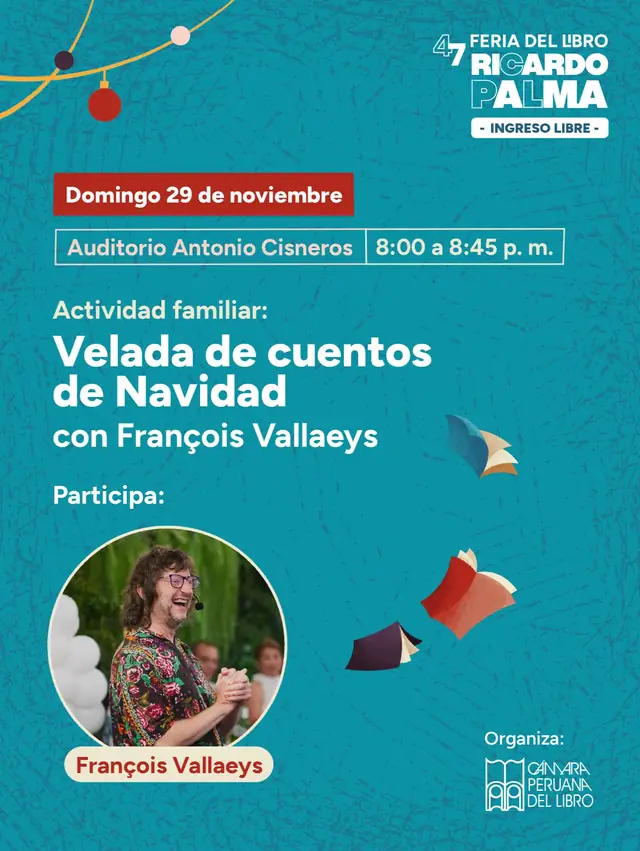 47 FERIA DEL LIBRO
RICARDO
PALMA
- INGRESO LIBRE -
Domingo 29 de noviembre
Auditorio Antonio Cisneros
8:00 a 8:45 p. m.
Actividad familiar:
Velada de cuentos
de Navidad
con François Vallaeys
Participa:
François Vallaeys
Organiza:
CÁMARA
PERUANA
DEL LIBRO